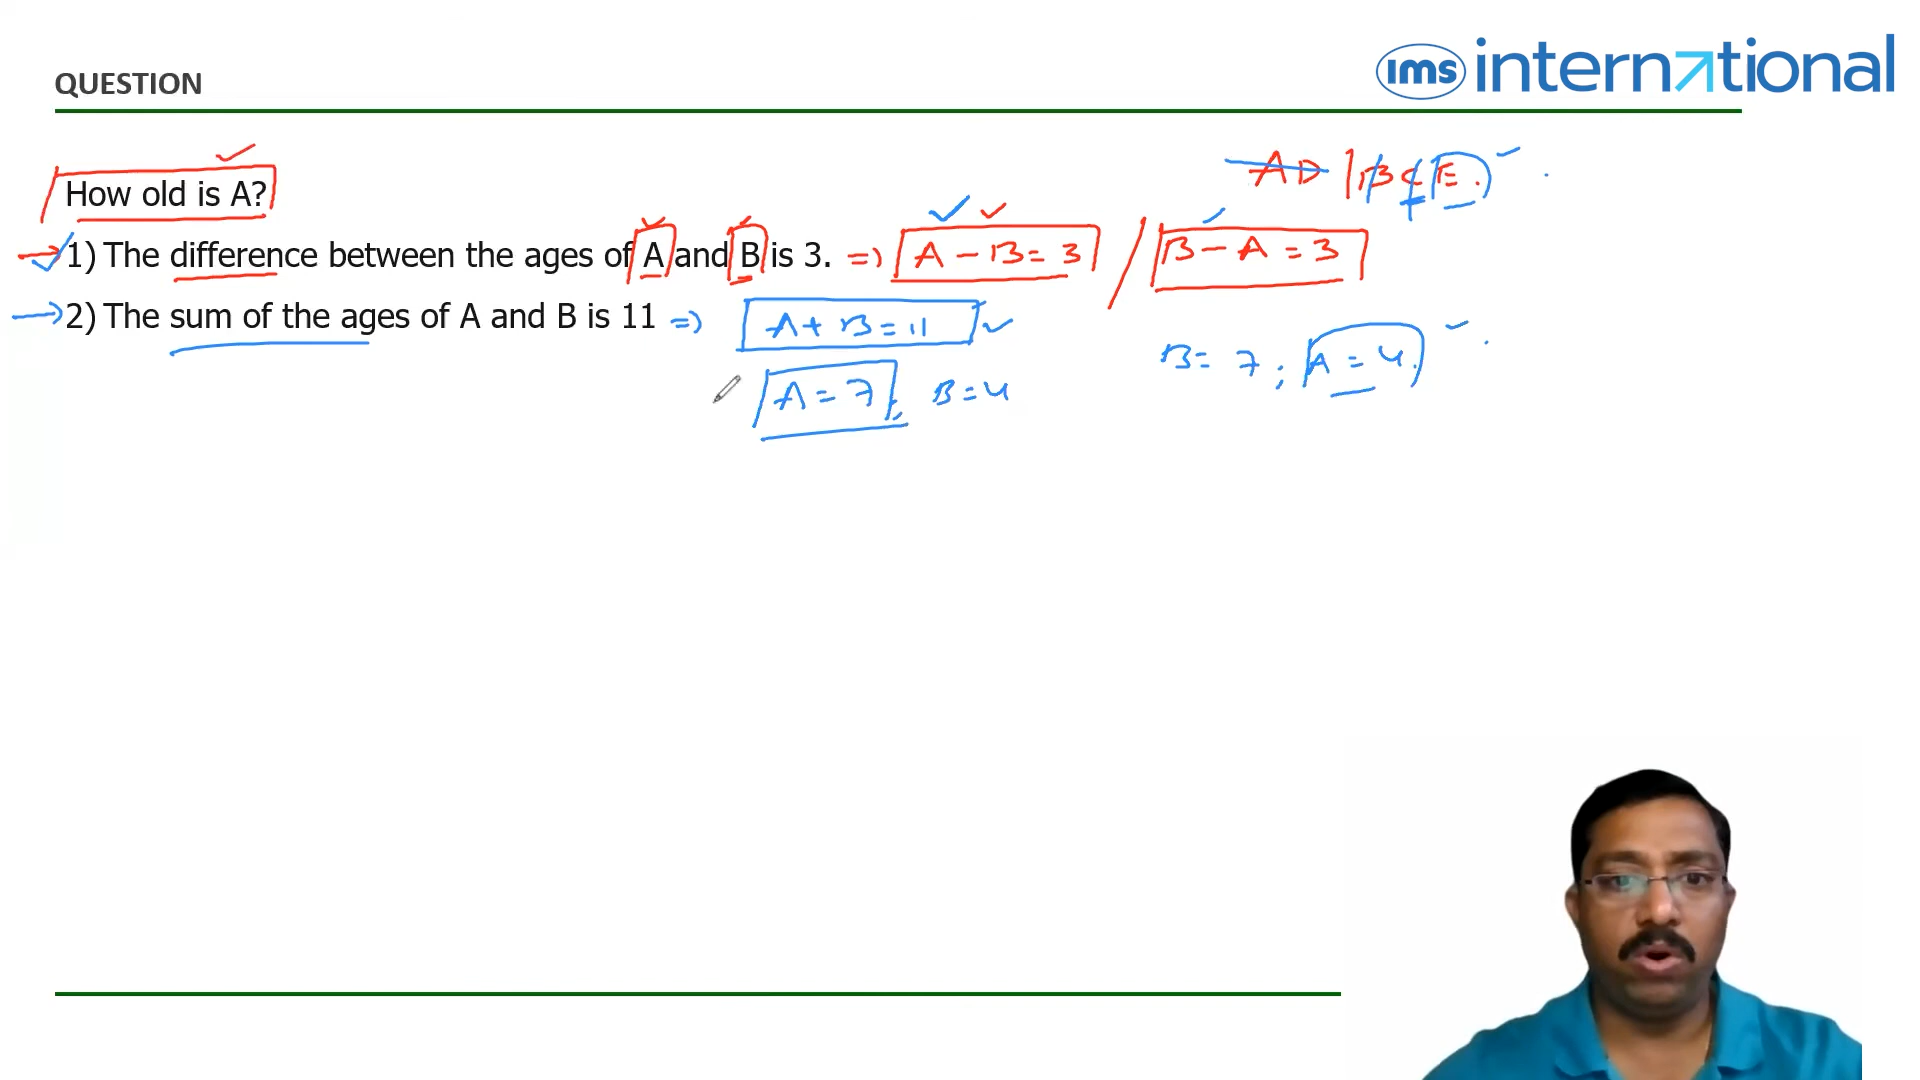 QUESTION
ims international
How old is A?
AD | B C E.
1) The difference between the ages of A and B is 3. => A - B = 3 / B - A = 3
2) The sum of the ages of A and B is 11 => A + B = 11
B = 7 ; A = 4.
A = 7 ; B = 4